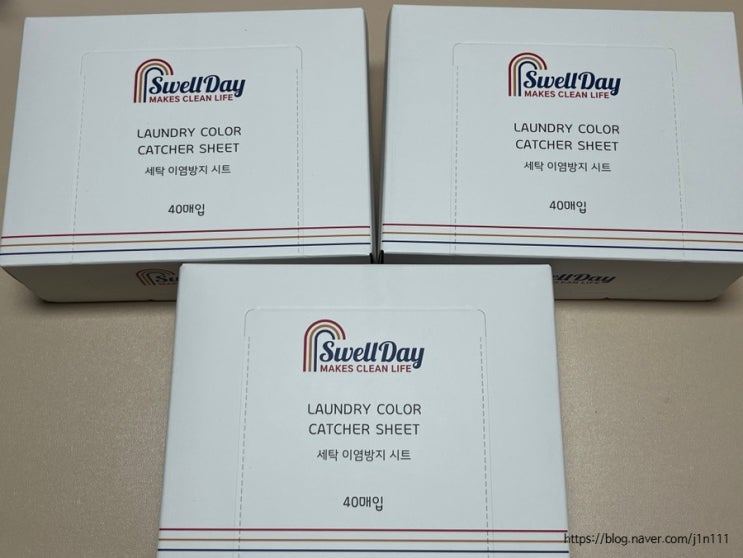 SwellDay
MAKES CLEAN LIFE
LAUNDRY COLOR
CATCHER SHEET
세탁 이염방지 시트
40매입
SwellDay
MAKES CLEAN LIFE
LAUNDRY COLOR
CATCHER SHEET
세탁 이염방지 시트
40매입
SwellDay
MAKES CLEAN LIFE
LAUNDRY COLOR
CATCHER SHEET
세탁 이염방지 시트
40매입
https://blog.naver.com/j1n111